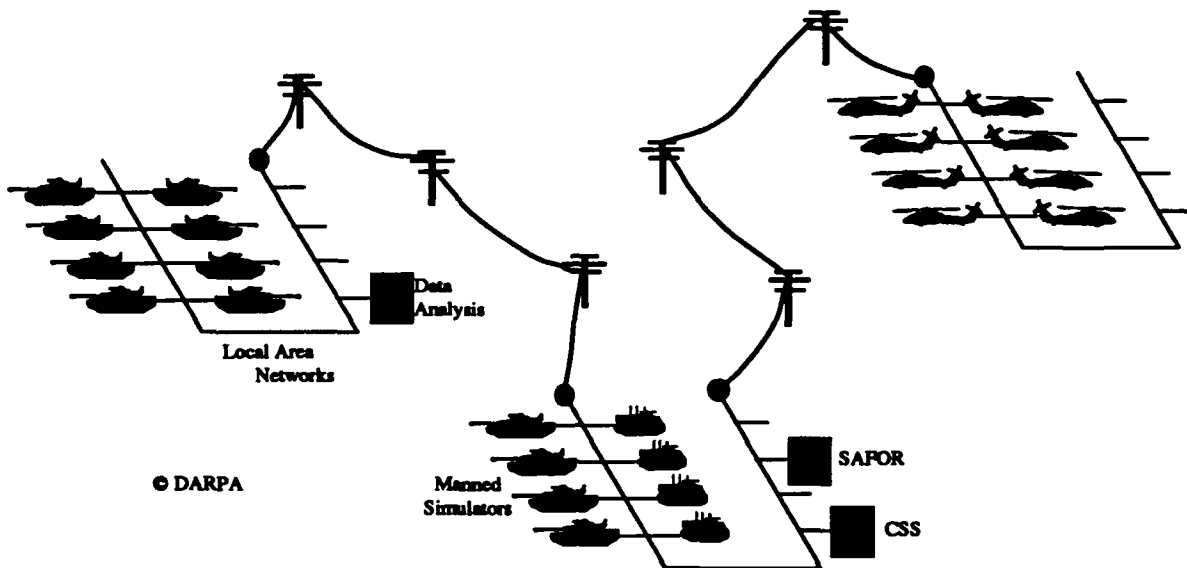 Data
Analysis
Local Area
Networks
SAFOR
© DARPA
Manned
Simulators
CSS